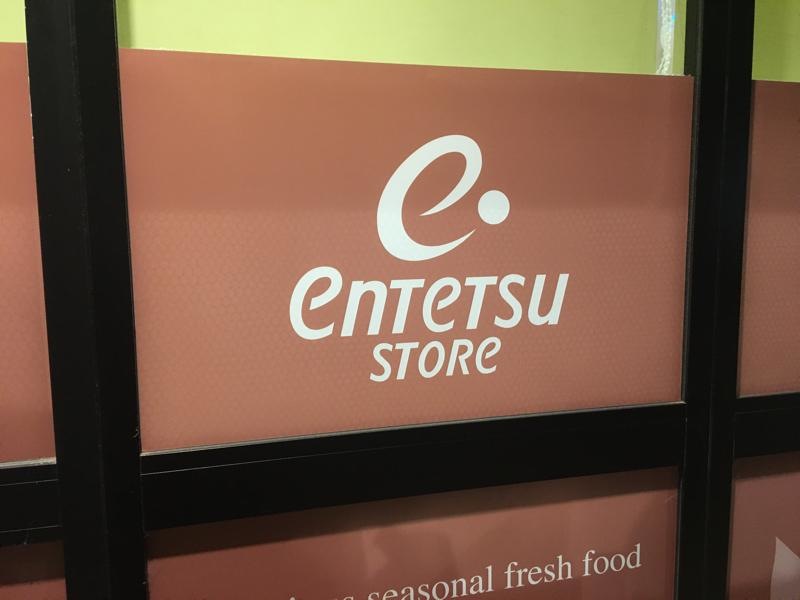 e.
enTeTSU
STORe
seasonal fresh food